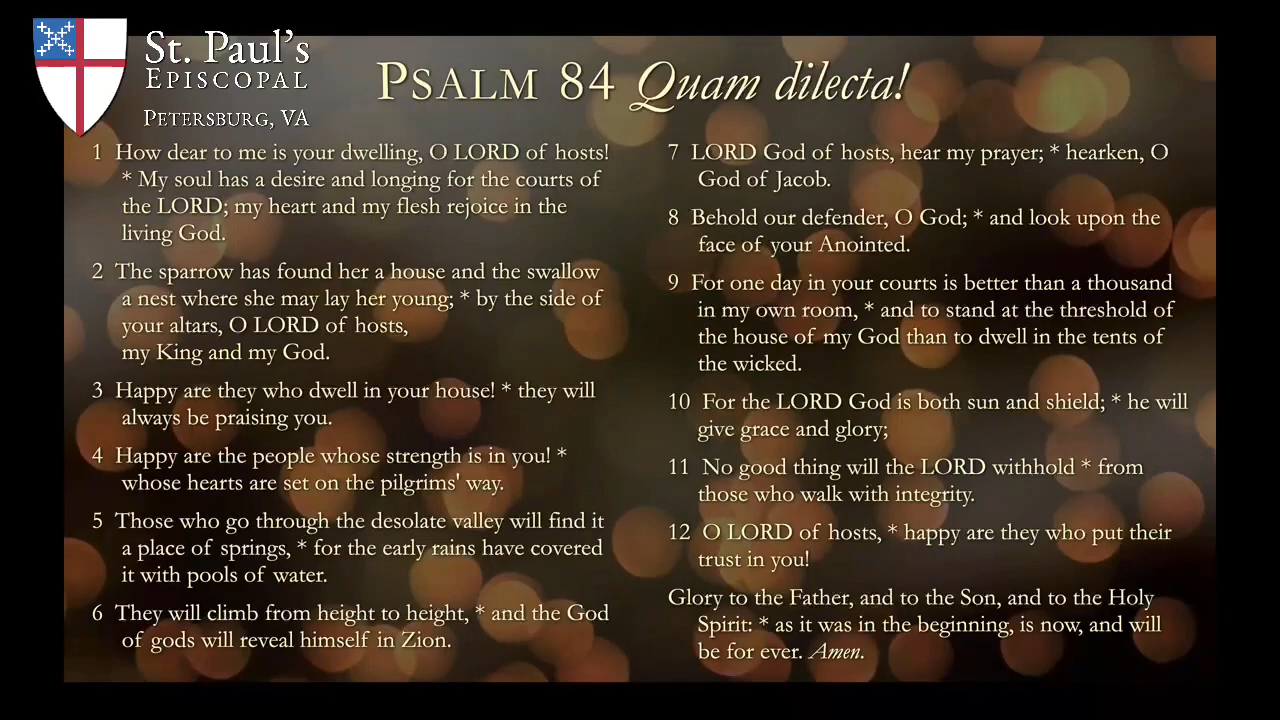 St. Paul's
Episcopal
Petersburg, VA
Psalm 84 Quam dilecta!
1 How dear to me is your dwelling, O LORD of hosts!
* My soul has a desire and longing for the courts of
the LORD; my heart and my flesh rejoice in the
living God.
2 The sparrow has found her a house and the swallow
a nest where she may lay her young; * by the side of
your altars, O LORD of hosts,
my King and my God.
3 Happy are they who dwell in your house! * they will
always be praising you.
4 Happy are the people whose strength is in you! *
whose hearts are set on the pilgrims' way.
5 Those who go through the desolate valley will find it
a place of springs, * for the early rains have covered
it with pools of water.
6 They will climb from height to height, * and the God
of gods will reveal himself in Zion.
7 LORD God of hosts, hear my prayer; * hearken, O
God of Jacob.
8 Behold our defender, O God; * and look upon the
face of your Anointed.
9 For one day in your courts is better than a thousand
in my own room, * and to stand at the threshold of
the house of my God than to dwell in the tents of
the wicked.
10 For the LORD God is both sun and shield; * he will
give grace and glory;
11 No good thing will the LORD withhold * from
those who walk with integrity.
12 O LORD of hosts, * happy are they who put their
trust in you!
Glory to the Father, and to the Son, and to the Holy
Spirit: * as it was in the beginning, is now, and will
be for ever. Amen.